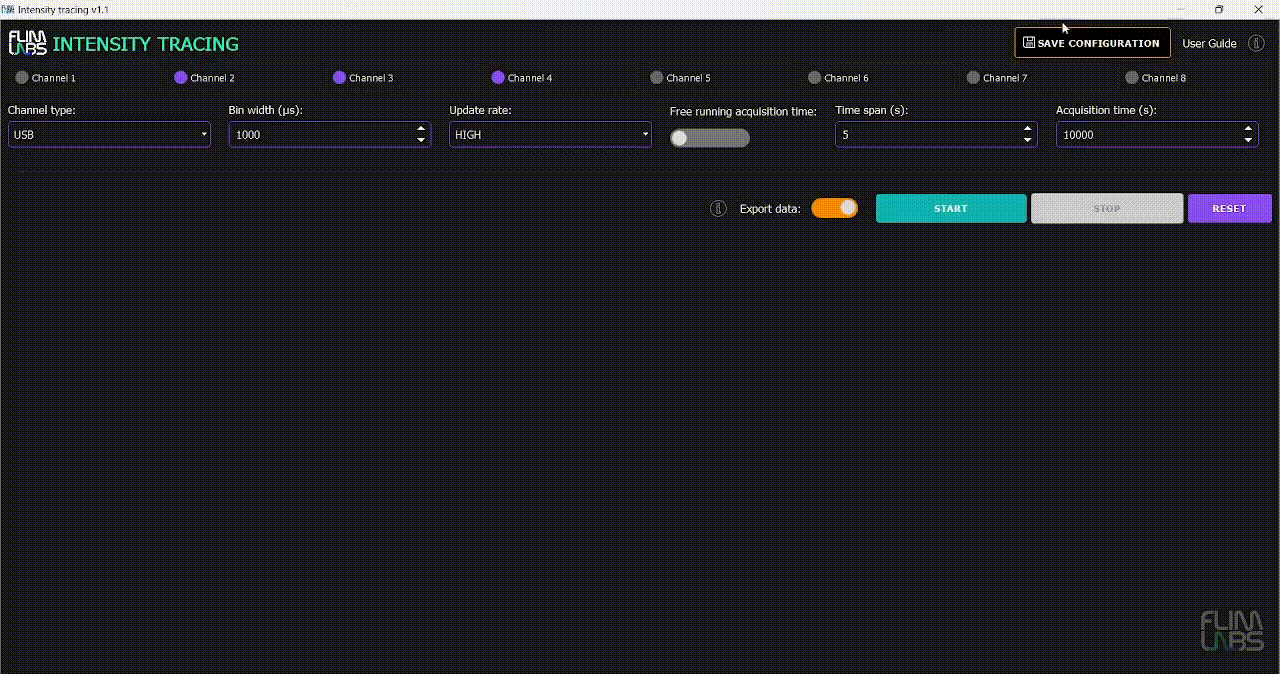 Intensity tracing v1.1
FLIM LABS INTENSITY TRACING
SAVE CONFIGURATION
User Guide
Channel 1
Channel 2
Channel 3
Channel 4
Channel 5
Channel 6
Channel 7
Channel 8
Channel type:
Bin width (µs):
Update rate:
Free running acquisition time:
Time span (s):
Acquisition time (s):
USB
1000
HIGH
5
10000
Export data:
START
STOP
RESET
FLIM
LABS